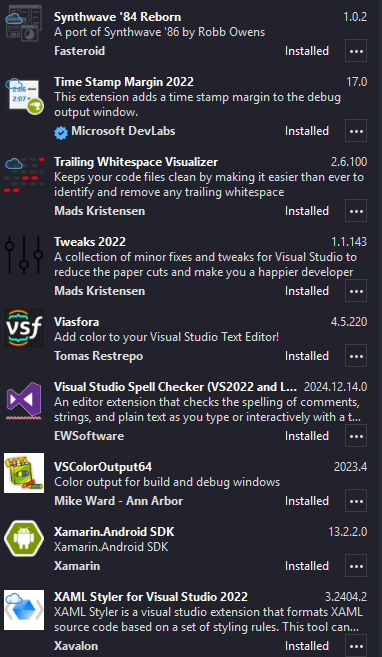 Synthwave '84 Reborn 1.0.2
A port of Synthwave '86 by Robb Owens
Fasteroid Installed
Time Stamp Margin 2022 17.0
This extension adds a time stamp margin to the debug
output window.
Microsoft DevLabs Installed
Trailing Whitespace Visualizer 2.6.100
Keeps your code files clean by making it easier than ever to
identify and remove any trailing whitespace
Mads Kristensen Installed
Tweaks 2022 1.1.143
A collection of minor fixes and tweaks for Visual Studio to
reduce the paper cuts and make you a happier developer
Mads Kristensen Installed
vsf
Viasfora 4.5.220
Add color to your Visual Studio Text Editor!
Tomas Restrepo Installed
Visual Studio Spell Checker (VS2022 and L... 2024.12.14.0
An editor extension that checks the spelling of comments,
strings, and plain text as you type or interactively with a t...
EWSoftware Installed
VSColorOutput64 2023.4
Color output for build and debug windows
Mike Ward - Ann Arbor Installed
Xamarin.Android SDK 13.2.2.0
Xamarin.Android SDK
Xamarin Installed
XAML Styler for Visual Studio 2022 3.2404.2
XAML Styler is a visual studio extension that formats XAML
source code based on a set of styling rules. This tool can...
Xavalon Installed